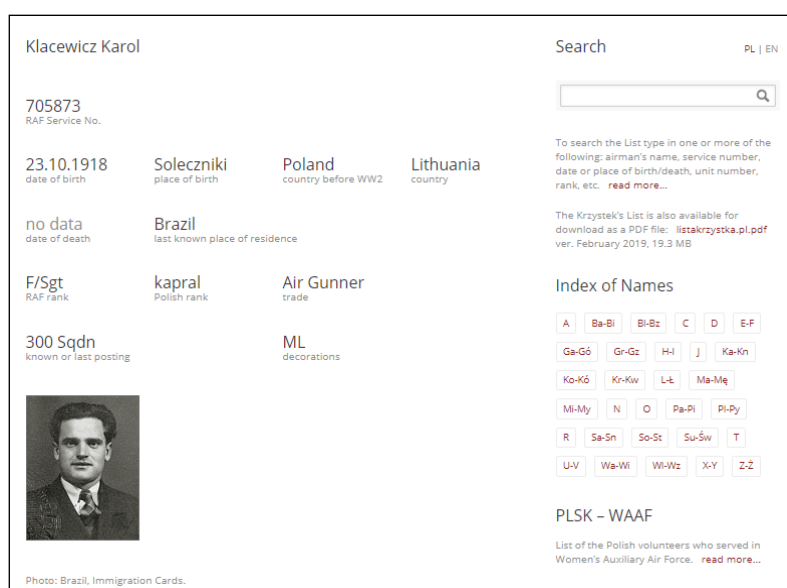 Klacewicz Karol
705873
RAF Service No.
23.10.1918 Soleczniki Poland Lithuania
date of birth place of birth country before WW2 country
no data Brazil
date of death last known place of residence
F/Sgt kapral Air Gunner
RAF rank Polish rank trade
300 Sqdn ML
known or last posting decorations
Photo: Brazil, Immigration Cards.
Search PL | EN
To search the List type in one or more of the
following: airman's name, service number,
date or place of birth/death, unit number,
rank, etc. read more...
The Krzystek's List is also available for
download as a PDF file: listakrzystka.pl.pdf
ver. February 2019, 19.3 MB
Index of Names
A Ba-Bi Bl-Bz C D E-F
Ga-Gó Gr-Gz H-I J Ka-Kn
Ko-Kó Kr-Kw L-Ł Ma-Mę
Mi-My N O Pa-Pi Pl-Py
R Sa-Sn So-St Su-Św T
U-V Wa-Wi Wl-Wz X-Y Z-Ż
PLSK – WAAF
List of the Polish volunteers who served in
Women's Auxiliary Air Force. read more...